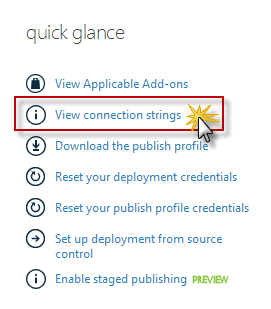 quick glance
View Applicable Add-ons
View connection strings
Download the publish profile
Reset your deployment credentials
Reset your publish profile credentials
Set up deployment from source
control
Enable staged publishing PREVIEW